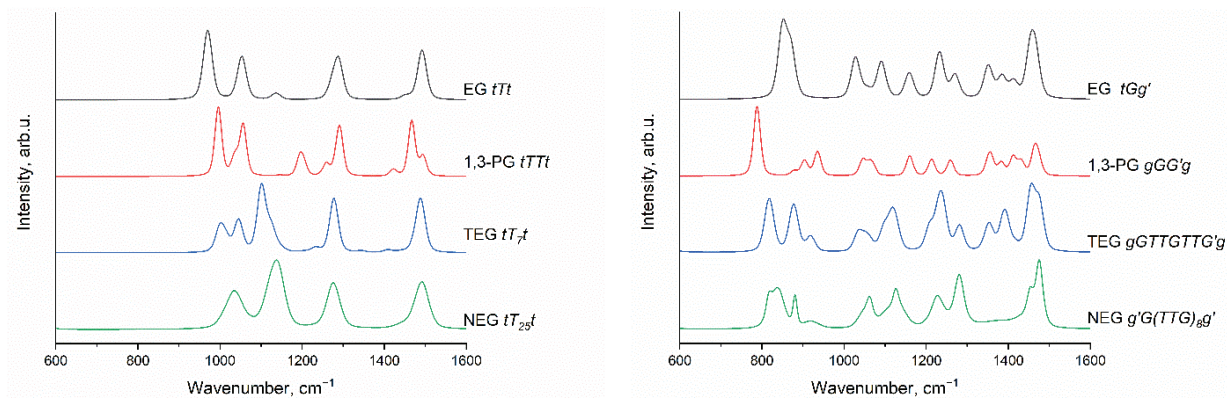 Intensity, arb.u.
EG tTt
1,3-PG tTTt
TEG tT₇t
NEG tT₂₅t
600 800 1000 1200 1400 1600
Wavenumber, cm⁻¹
Intensity, arb.u.
EG tGg'
1,3-PG gGG'g
TEG gGTTGTTG'g
NEG g'G(TTG)₈g'
600 800 1000 1200 1400 1600
Wavenumber, cm⁻¹